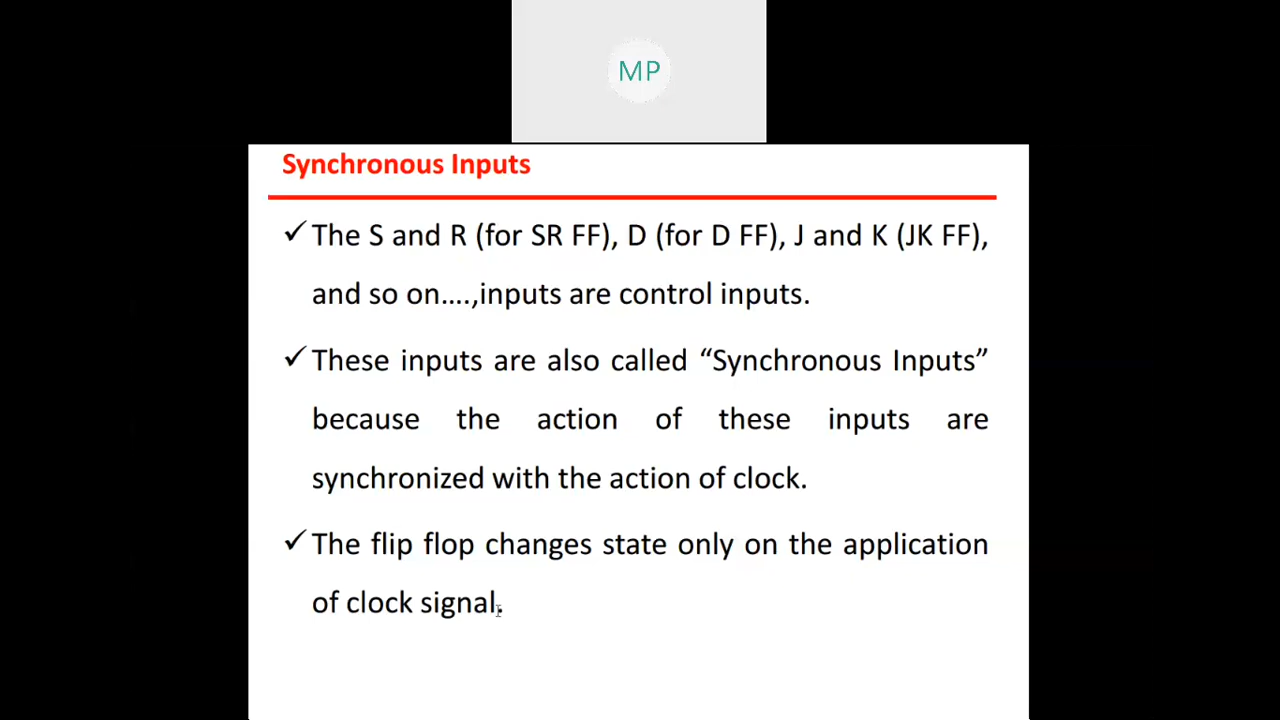 MP
Synchronous Inputs
✓ The S and R (for SR FF), D (for D FF), J and K (JK FF),
and so on….,inputs are control inputs.
✓ These inputs are also called “Synchronous Inputs”
because the action of these inputs are
synchronized with the action of clock.
✓ The flip flop changes state only on the application
of clock signal.